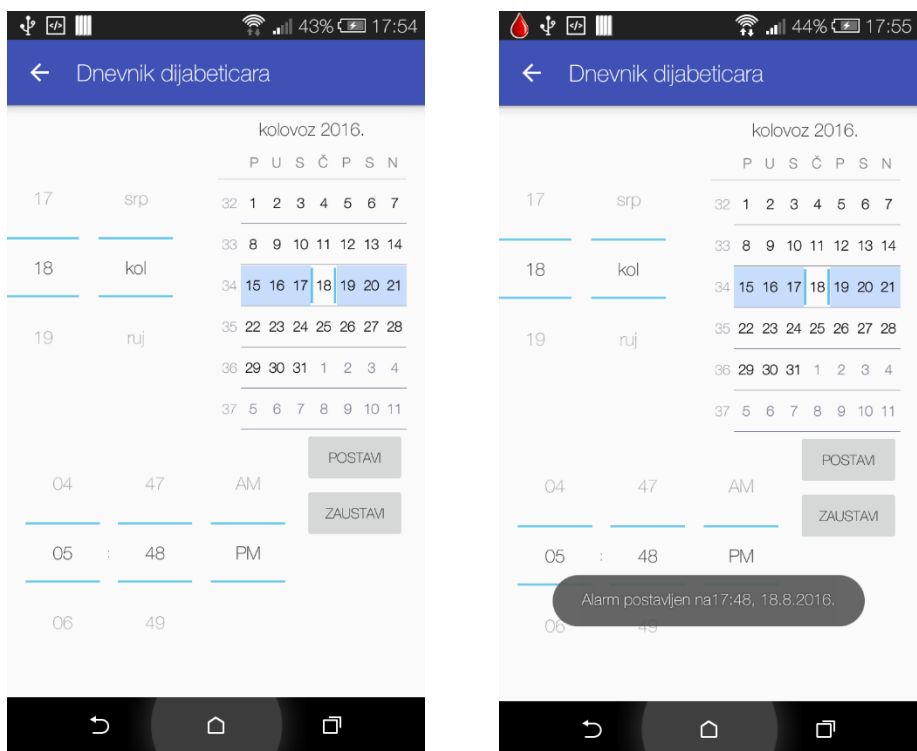 43% 17:54
Dnevnik dijabeticara
kolovoz 2016.
P U S Č P S N
17 srp 32 1 2 3 4 5 6 7
33 8 9 10 11 12 13 14
18 kol 34 15 16 17 18 19 20 21
19 ruj 35 22 23 24 25 26 27 28
36 29 30 31 1 2 3 4
37 5 6 7 8 9 10 11
POSTAVI
04 47 AM
ZAUSTAVI
05 : 48 PM
06 49
44% 17:55
Dnevnik dijabeticara
kolovoz 2016.
P U S Č P S N
17 srp 32 1 2 3 4 5 6 7
33 8 9 10 11 12 13 14
18 kol 34 15 16 17 18 19 20 21
19 ruj 35 22 23 24 25 26 27 28
36 29 30 31 1 2 3 4
37 5 6 7 8 9 10 11
POSTAVI
04 47 AM
ZAUSTAVI
05 : 48 PM
Alarm postavljen na17:48, 18.8.2016.
06 49